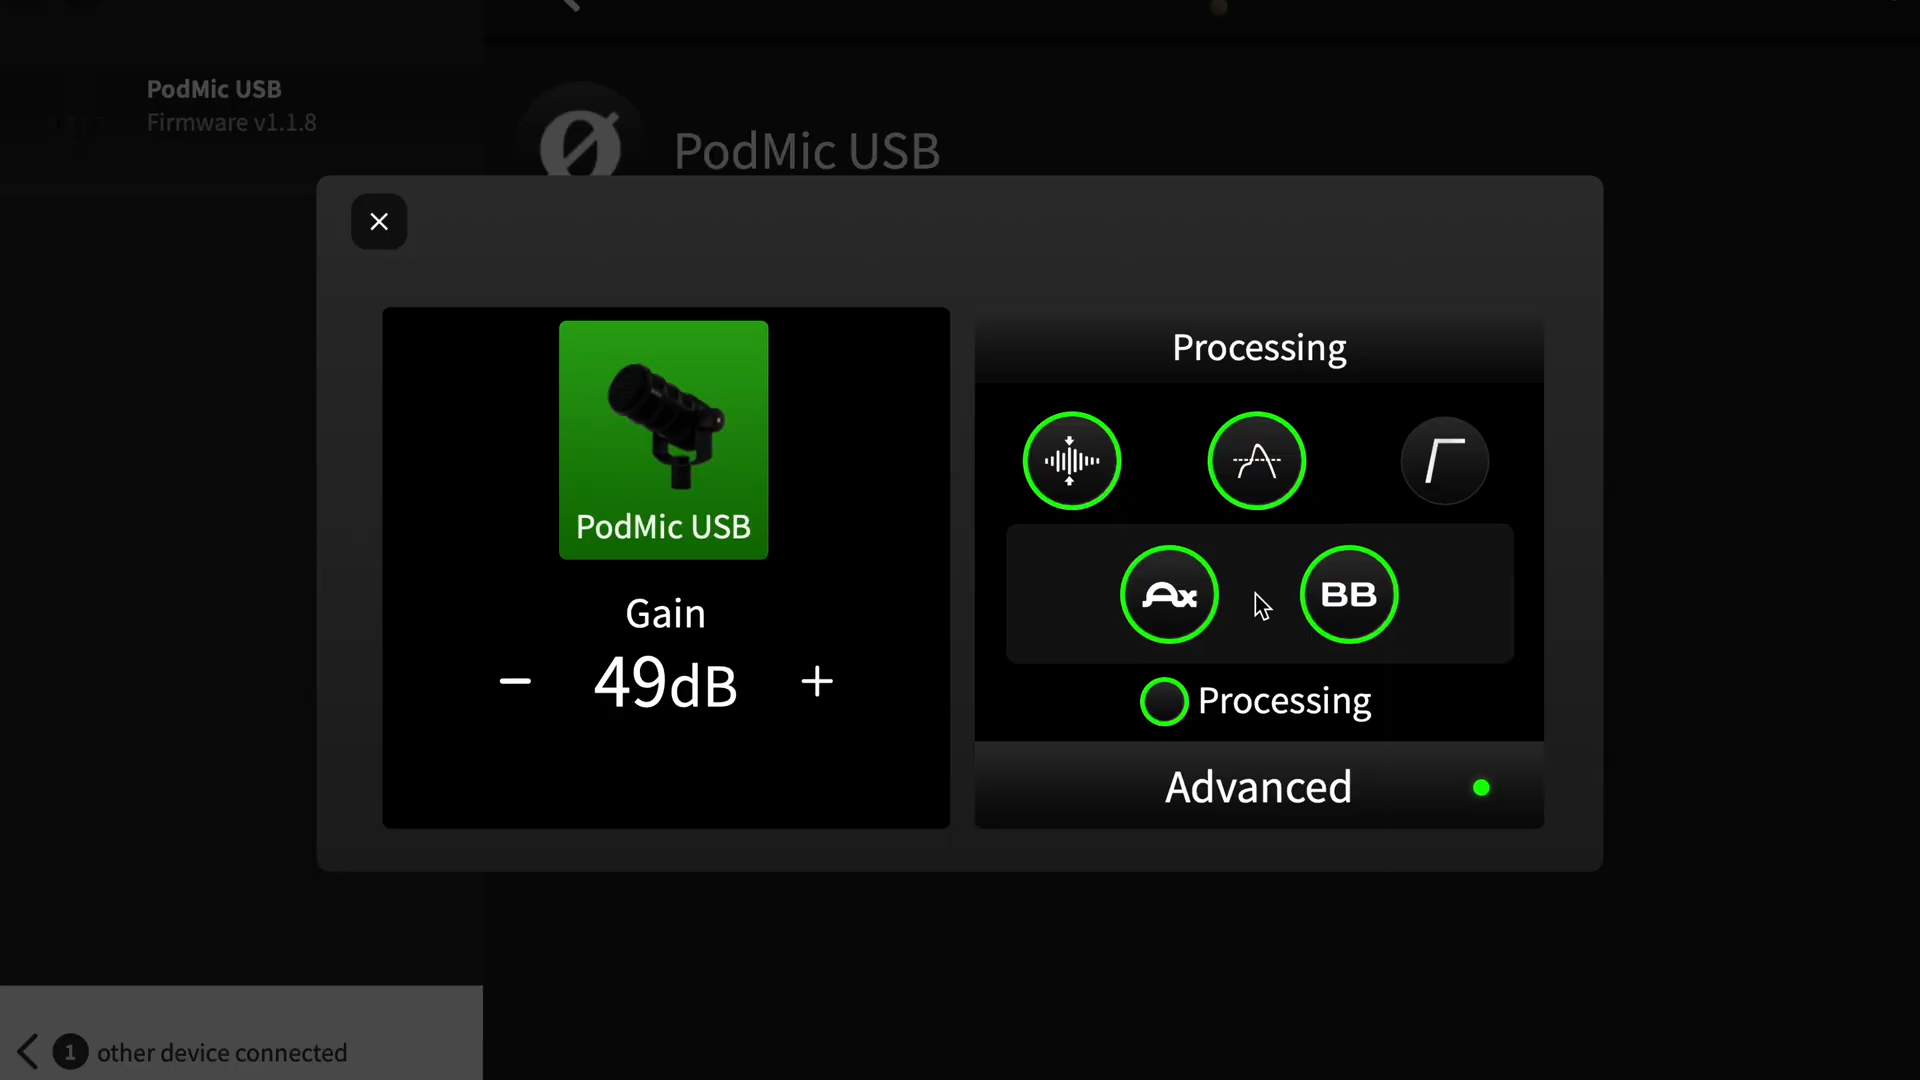 PodMic USB
Firmware v1.1.8
PodMic USB
PodMic USB
Gain
49dB
Processing
Ax
BB
Processing
Advanced
1 other device connected